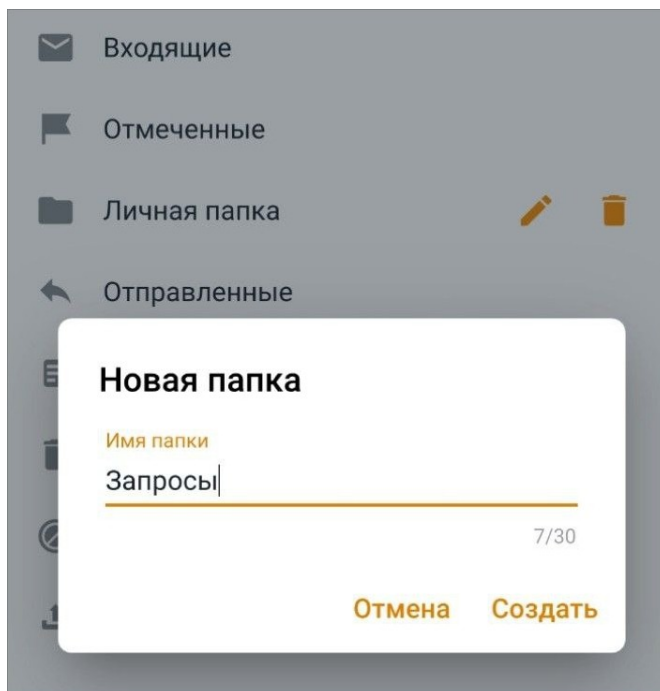 Входящие
Отмеченные
Личная папка
Отправленные
Новая папка
Имя папки
Запросы
7/30
Отмена Создать